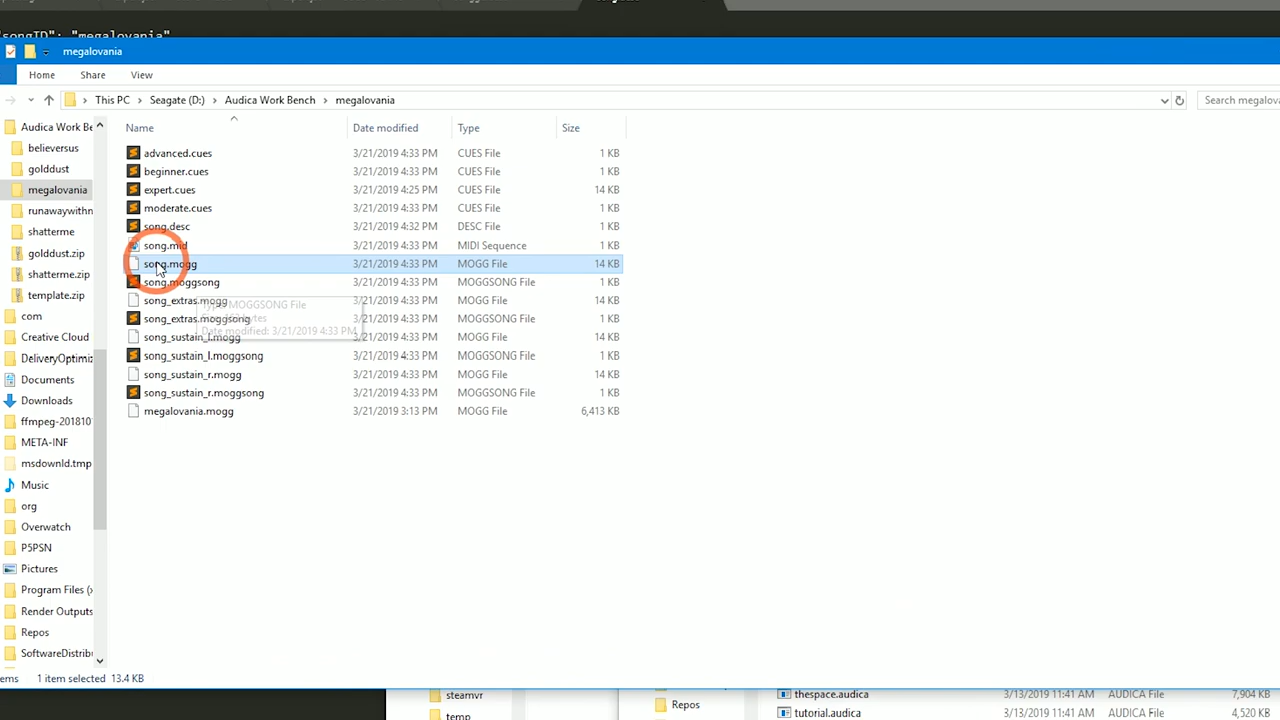 songID": "megalovania"
megalovania
Home Share View
This PC Seagate (D:) Audica Work Bench megalovania
Search megalova
Name Date modified Type Size
Audica Work Be
believersus
golddust
megalovania
runawaywithn
shatterme
golddust.zip
shatterme.zip
template.zip
com
Creative Cloud
DeliveryOptimiz
Documents
Downloads
ffmpeg-201810
META-INF
msdownld.tmp
Music
org
Overwatch
P5PSN
Pictures
Program Files (x
Render Outputs
Repos
SoftwareDistrib
advanced.cues 3/21/2019 4:33 PM CUES File 1 KB
beginner.cues 3/21/2019 4:33 PM CUES File 1 KB
expert.cues 3/21/2019 4:25 PM CUES File 14 KB
moderate.cues 3/21/2019 4:33 PM CUES File 1 KB
song.desc 3/21/2019 4:32 PM DESC File 1 KB
song.mid 3/21/2019 4:33 PM MIDI Sequence 1 KB
song.mogg 3/21/2019 4:33 PM MOGG File 14 KB
song.moggsong 3/21/2019 4:33 PM MOGGSONG File 1 KB
song_extras.mogg 3/21/2019 4:33 PM MOGG File 14 KB
song_extras.moggsong 3/21/2019 4:33 PM MOGGSONG File 1 KB
song_sustain_l.mogg 3/21/2019 4:33 PM MOGG File 14 KB
song_sustain_l.moggsong 3/21/2019 4:33 PM MOGGSONG File 1 KB
song_sustain_r.mogg 3/21/2019 4:33 PM MOGG File 14 KB
song_sustain_r.moggsong 3/21/2019 4:33 PM MOGGSONG File 1 KB
megalovania.mogg 3/21/2019 3:13 PM MOGG File 6,413 KB
Type: MOGGSONG File
bytes
Date modified: 3/21/2019 4:33 PM
ems 1 item selected 13.4 KB
steamvr
temp
Repos
thespace.audica 3/13/2019 11:41 AM AUDICA File 7,904 KB
tutorial.audica 3/13/2019 11:41 AM AUDICA File 4,520 KB